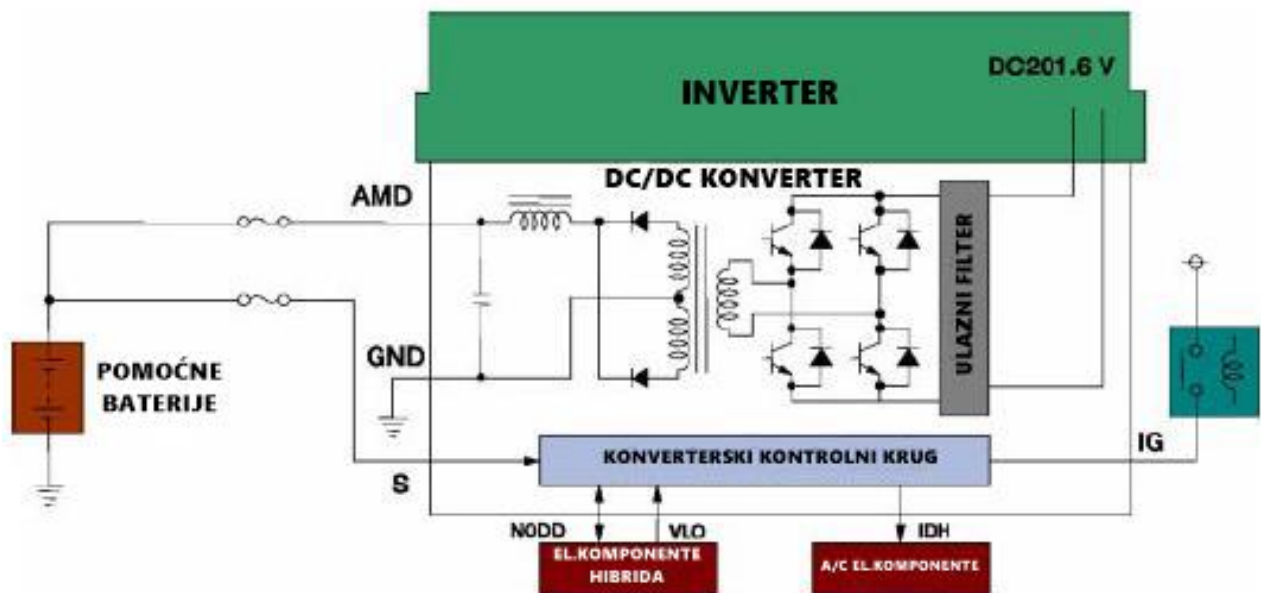 DC201.6 V
INVERTER
DC/DC KONVERTER
AMD
ULAZNI FILTER
GND
POMOĆNE
BATERIJE
KONVERTERSKI KONTROLNI KRUG
IG
S
NODD
VLO
IDH
EL.KOMPONENTE
HIBRIDA
A/C EL.KOMPONENTE